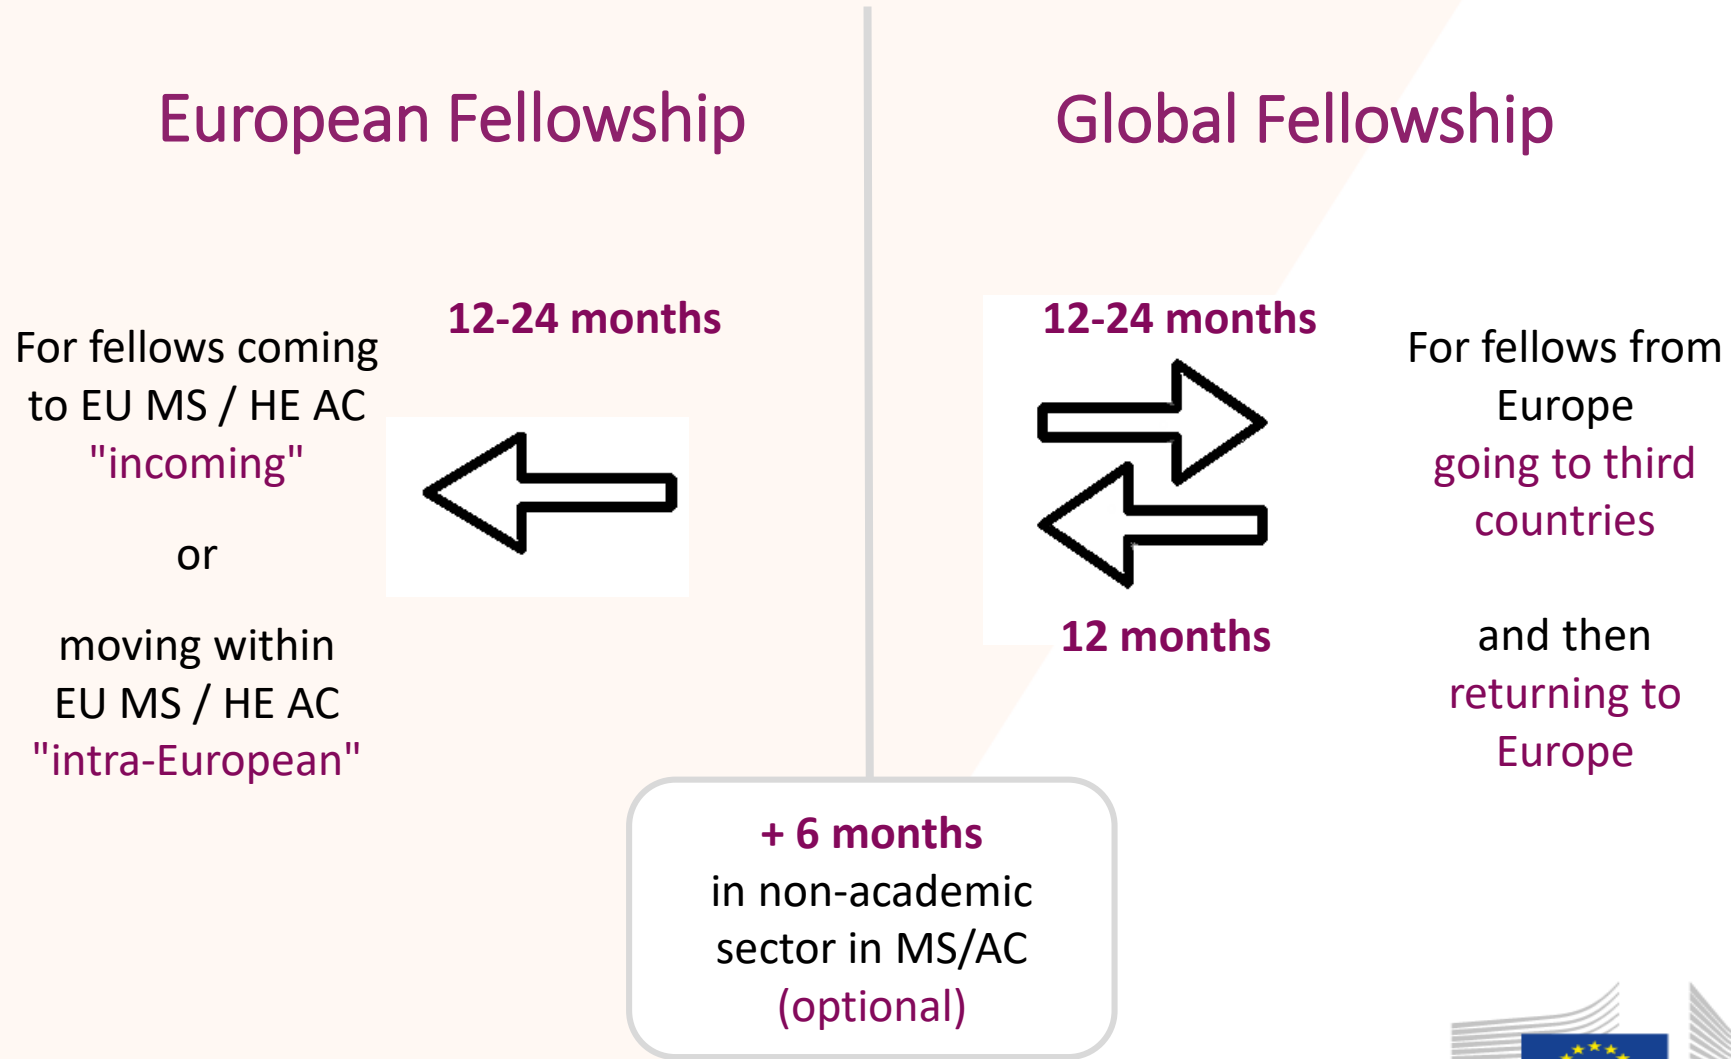 European Fellowship
12-24 months
For fellows coming
to EU MS / HE AC
"incoming"
or
moving within
EU MS / HE AC
"intra-European"
Global Fellowship
12-24 months
12 months
For fellows from
Europe
going to third
countries
and then
returning to
Europe
+ 6 months
in non-academic
sector in MS/AC
(optional)